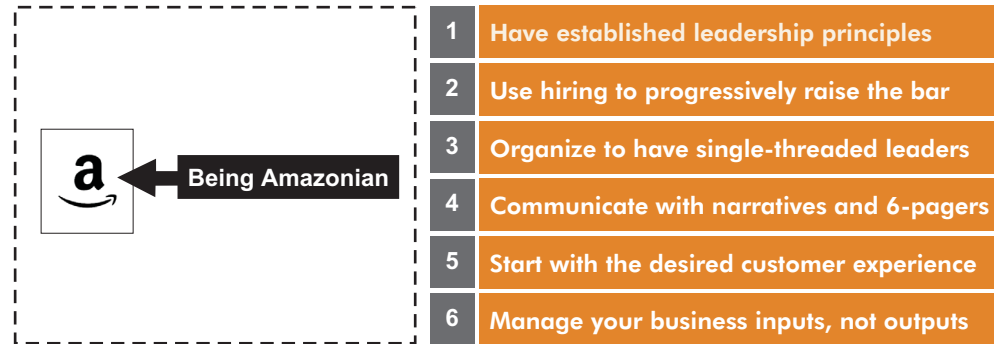 a
Being Amazonian
1 Have established leadership principles
2 Use hiring to progressively raise the bar
3 Organize to have single-threaded leaders
4 Communicate with narratives and 6-pagers
5 Start with the desired customer experience
6 Manage your business inputs, not outputs